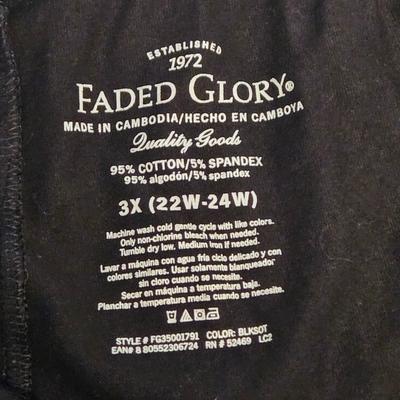 ESTABLISHED
1972
FADED GLORY®
MADE IN CAMBODIA/HECHO EN CAMBOYA
Quality Goods
95% COTTON/5% SPANDEX
95% algodón/5% spandex
3X (22W-24W)
Machine wash cold gentle cycle with like colors.
Only non-chlorine bleach when needed.
Tumble dry low. Medium iron if needed.
Lavar a máquina con agua fría ciclo delicado y con
colores similares. Usar solamente blanqueador
sin cloro cuando se necesite.
Secar en máquina a temperatura baja.
Planchar a temperatura media cuando se necesite.
STYLE # FG35001791 COLOR: BLKSOT
EAN# 8 80552306724 RN # 52469 LC2